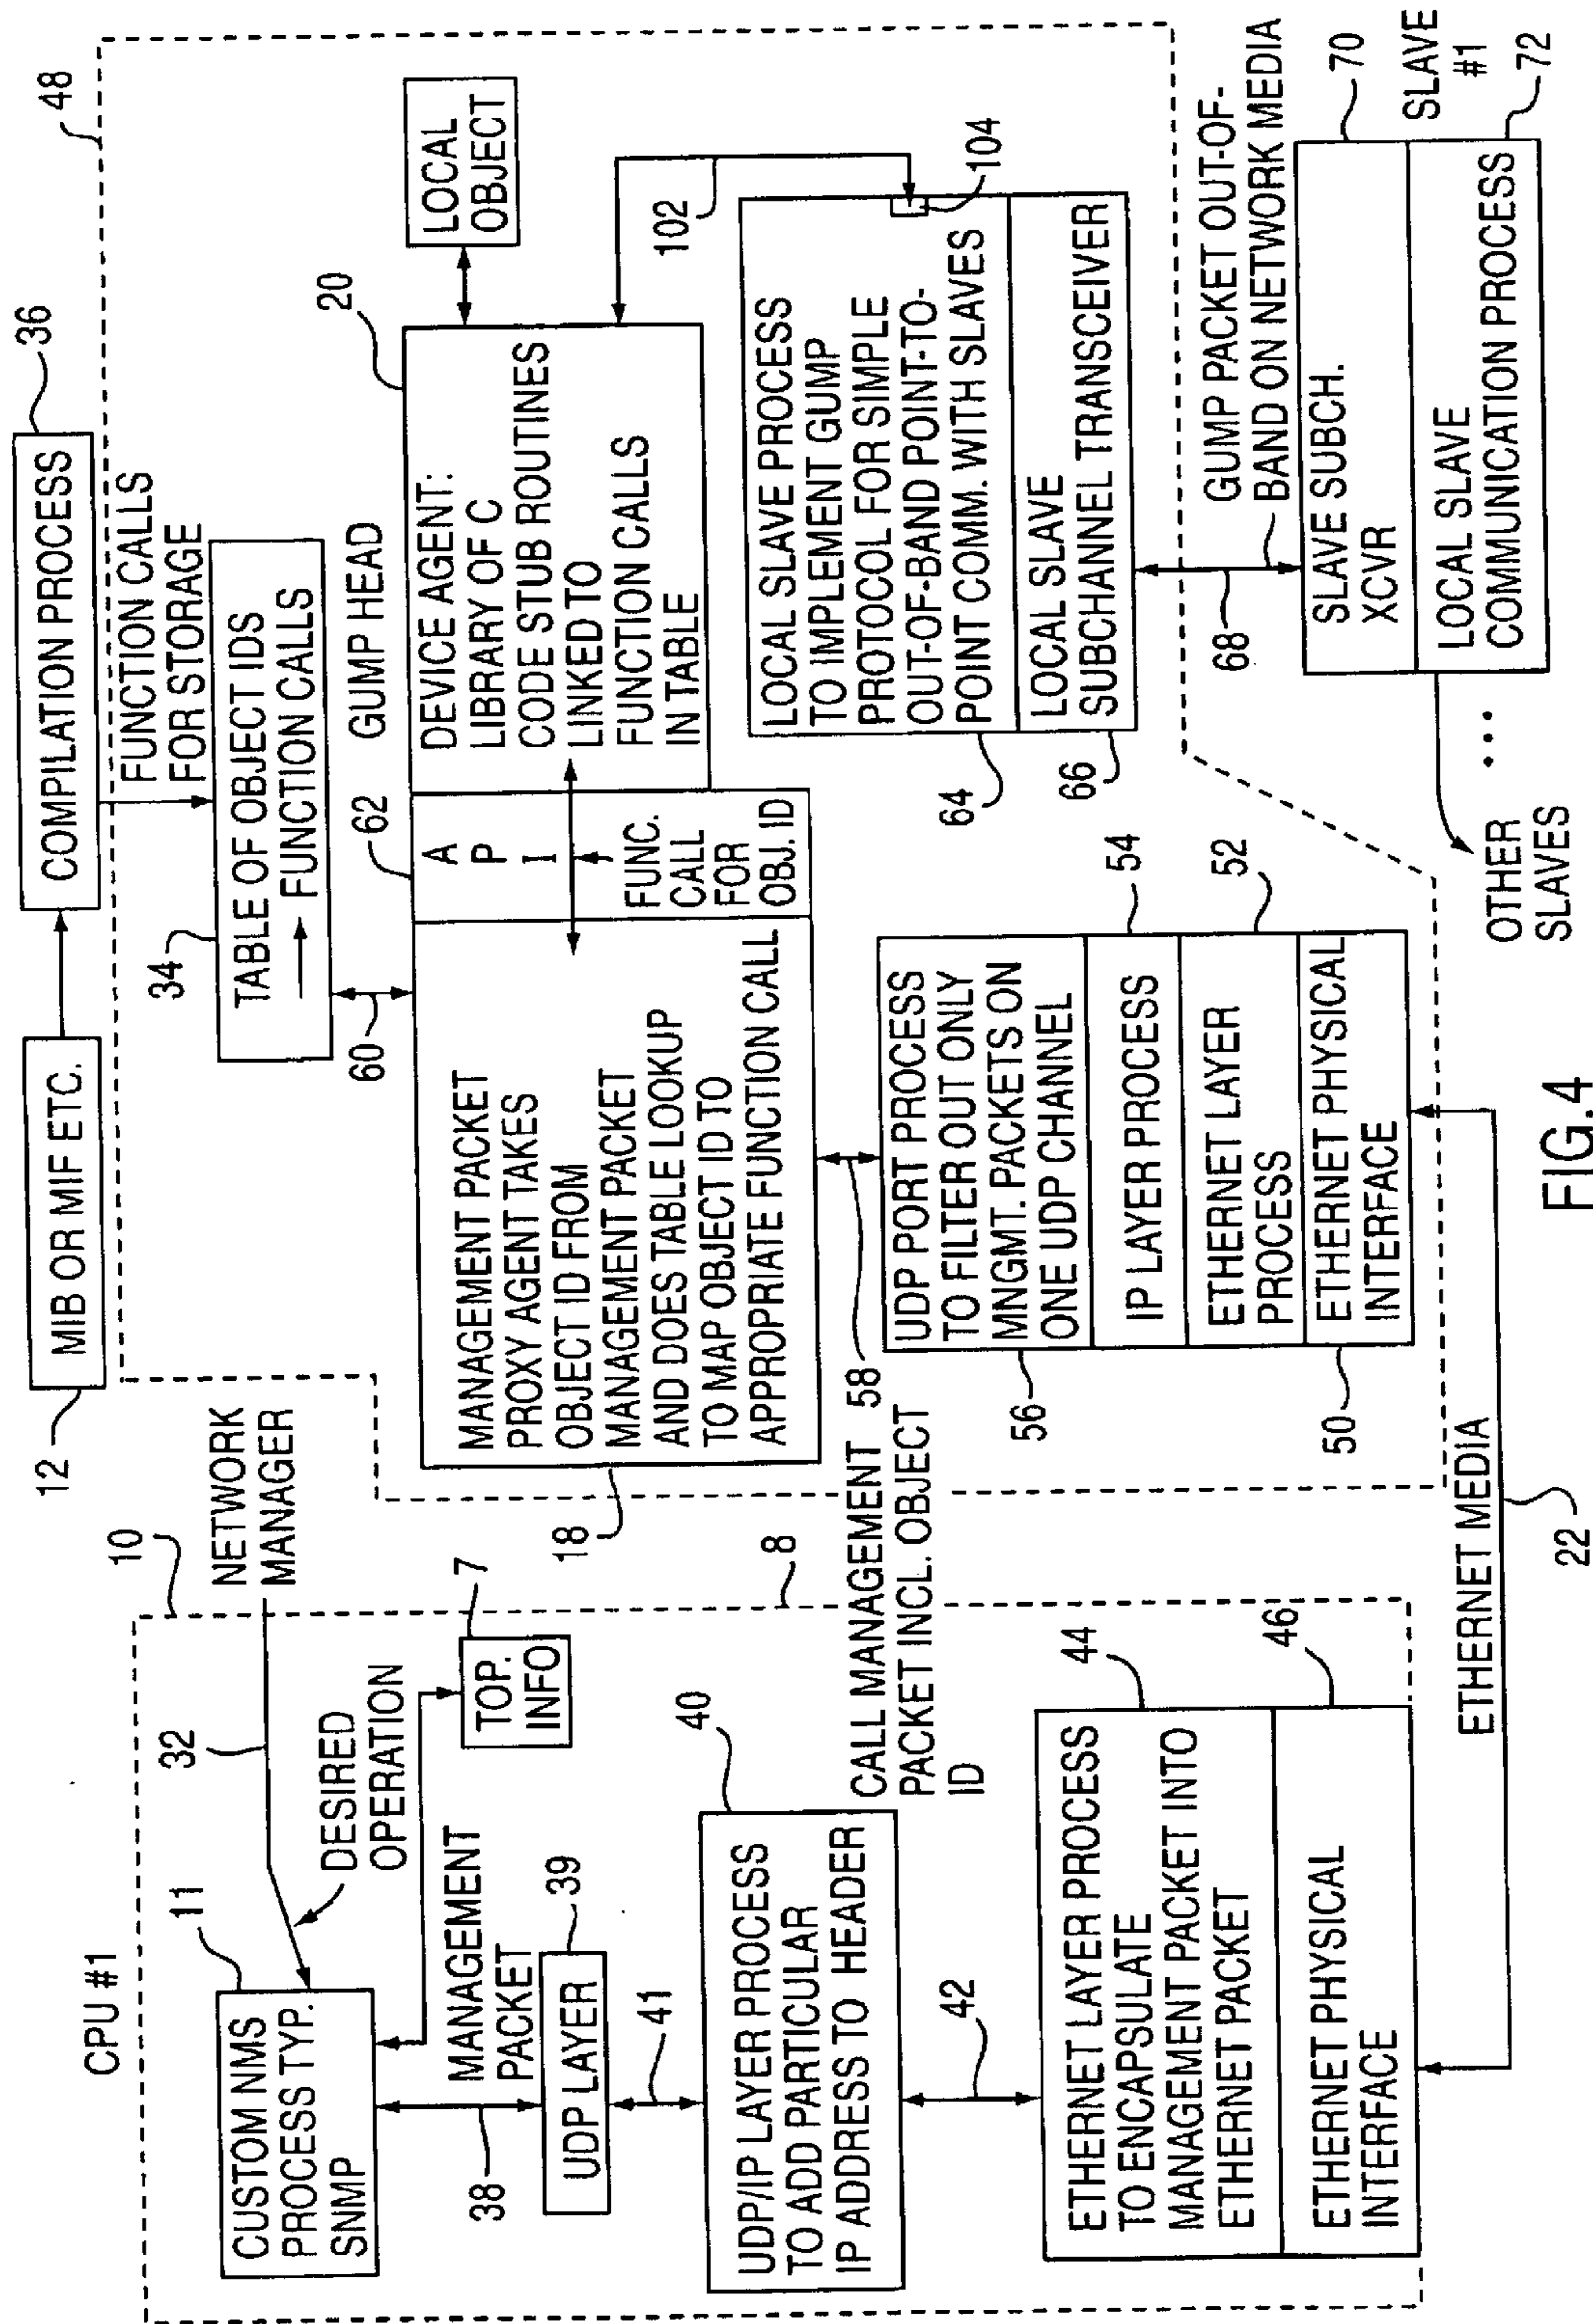 CPU #1
10
NETWORK
MANAGER
32
11
DESIRED
OPERATION
CUSTOM NMS
PROCESS TYP.
SNMP
7
TOP.
INFO
MANAGEMENT
PACKET
38
39
UDP LAYER
41
40
8
UDP/IP LAYER PROCESS
TO ADD PARTICULAR
IP ADDRESS TO HEADER
42
44
ETHERNET LAYER PROCESS
TO ENCAPSULATE
MANAGEMENT PACKET INTO
ETHERNET PACKET
46
ETHERNET PHYSICAL
INTERFACE
ETHERNET MEDIA
22
12
MIB OR MIF ETC.
COMPILATION PROCESS
36
48
FUNCTION CALLS
FOR STORAGE
34
TABLE OF OBJECT IDS
FUNCTION CALLS
60
62
GUMP HEAD
20
MANAGEMENT PACKET
PROXY AGENT TAKES
OBJECT ID FROM
MANAGEMENT PACKET
AND DOES TABLE LOOKUP
TO MAP OBJECT ID TO
APPROPRIATE FUNCTION CALL
18
A
P
I
FUNC.
CALL
FOR
OBJ. ID
DEVICE AGENT:
LIBRARY OF C
CODE STUB ROUTINES
LINKED TO
FUNCTION CALLS
IN TABLE
LOCAL
OBJECT
102
104
CALL MANAGEMENT 58
PACKET INCL. OBJECT
ID
UDP PORT PROCESS
TO FILTER OUT ONLY
MNGMT. PACKETS ON
ONE UDP CHANNEL
56
54
IP LAYER PROCESS
52
ETHERNET LAYER
PROCESS
50
ETHERNET PHYSICAL
INTERFACE
LOCAL SLAVE PROCESS
TO IMPLEMENT GUMP
PROTOCOL FOR SIMPLE
OUT-OF-BAND POINT-TO-
POINT COMM. WITH SLAVES
64
LOCAL SLAVE
SUBCHANNEL TRANSCEIVER
66
GUMP PACKET OUT-OF-
BAND ON NETWORK MEDIA
68
SLAVE SUBCH.
XCVR
70
SLAVE
#1
LOCAL SLAVE
COMMUNICATION PROCESS
72
OTHER
SLAVES
...
FIG.4